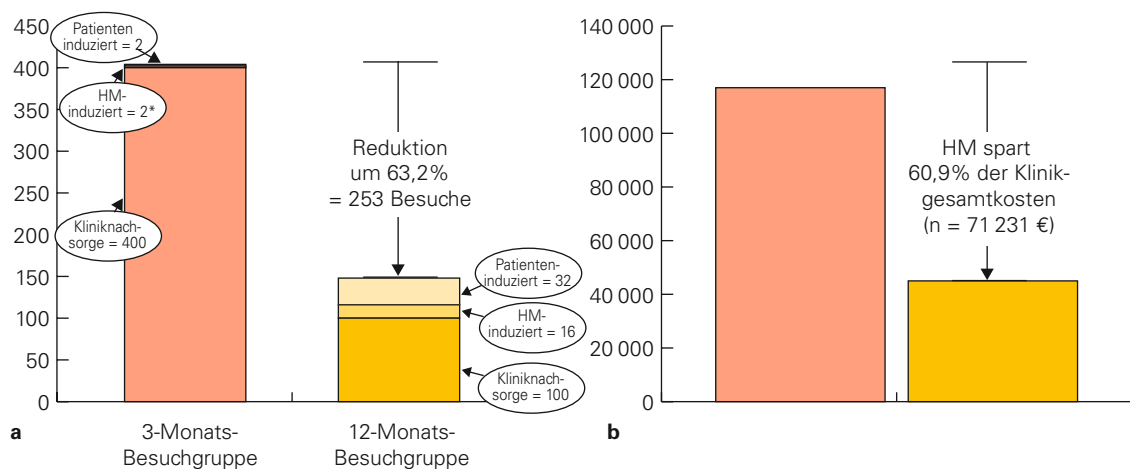 450
400
350
300
250
200
150
100
50
0
Patienten
induziert = 2
HM-
induziert = 2*
Kliniknach-
sorge = 400
Reduktion
um 63,2%
= 253 Besuche
Patienten-
induziert = 32
HM-
induziert = 16
Kliniknach-
sorge = 100
a
3-Monats-
Besuchgruppe
12-Monats-
Besuchgruppe
140 000
120 000
100 000
80 000
60 000
40 000
20 000
0
HM spart
60,9% der Klinik-
gesamtkosten
(n = 71 231 €)
b